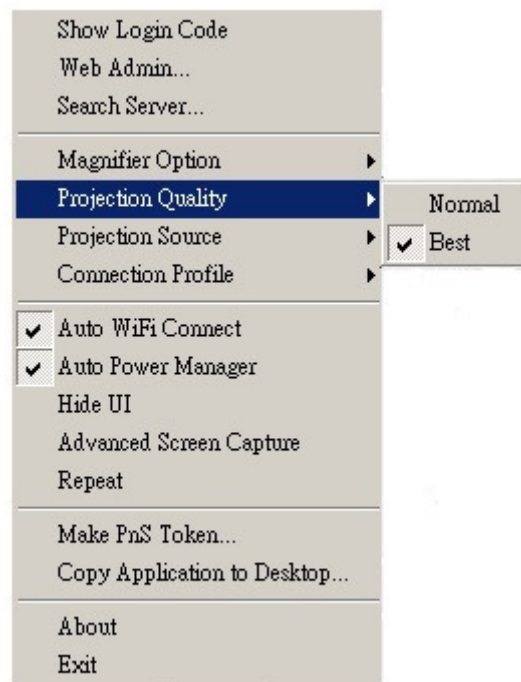 Show Login Code
Web Admin...
Search Server...
Magnifier Option
Projection Quality
Normal
Best
Projection Source
Connection Profile
Auto WiFi Connect
Auto Power Manager
Hide UI
Advanced Screen Capture
Repeat
Make PnS Token...
Copy Application to Desktop...
About
Exit